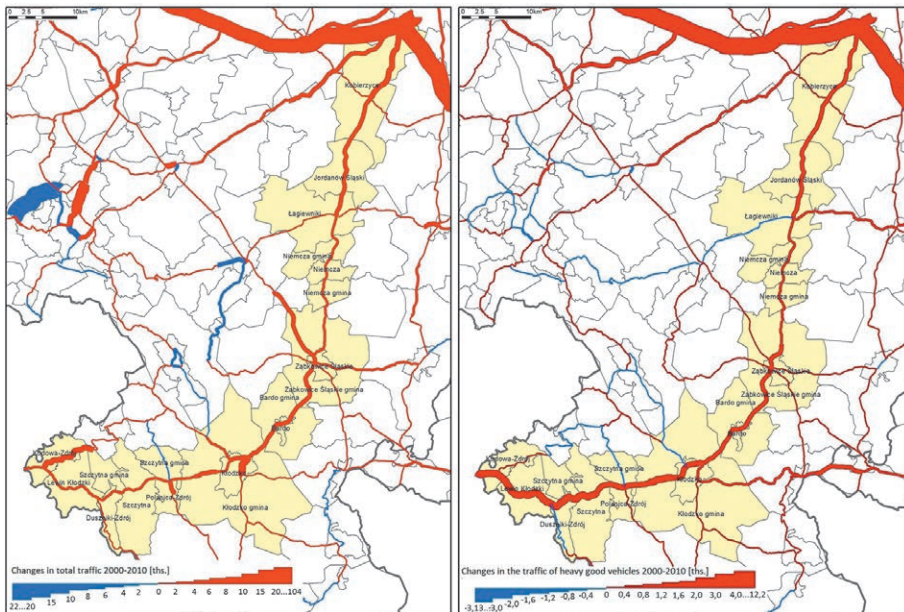 0 2.5 5 10km
Kobierzyce
Jordanów Śląski
Łagiewniki
Niemcza gmina
Niemcza
Niemcza gmina
Ząbkowice Śląskie
Ząbkowice Śląskie gmina
Bardo gmina
Bardo
Szczytna gmina
Szczytna gmina
Kłodzko
Lewin Kłodzki
Polanica-Zdrój
Szczytna
Kłodzko gmina
Duszniki-Zdrój
Changes in total traffic 2000-2010 [ths.]
22...20 15 10 5 2 0 2 5 10 15 20...104
0 2.5 5 10km
Kobierzyce
Jordanów Śląski
Łagiewniki
Niemcza gmina
Niemcza
Niemcza gmina
Ząbkowice Śląskie
Ząbkowice Śląskie gmina
Bardo gmina
Bardo
Szczytna gmina
Szczytna gmina
Kłodzko
Lewin Kłodzki
Polanica-Zdrój
Szczytna
Kłodzko gmina
Duszniki-Zdrój
Changes in the traffic of heavy good vehicles 2000-2010 [ths.]
-3,13...-3,0 -2,0 -1,6 -1,2 -0,8 -0,4 0 0,4 0,8 1,2 1,6 2,0 3,0 4,0...12,2